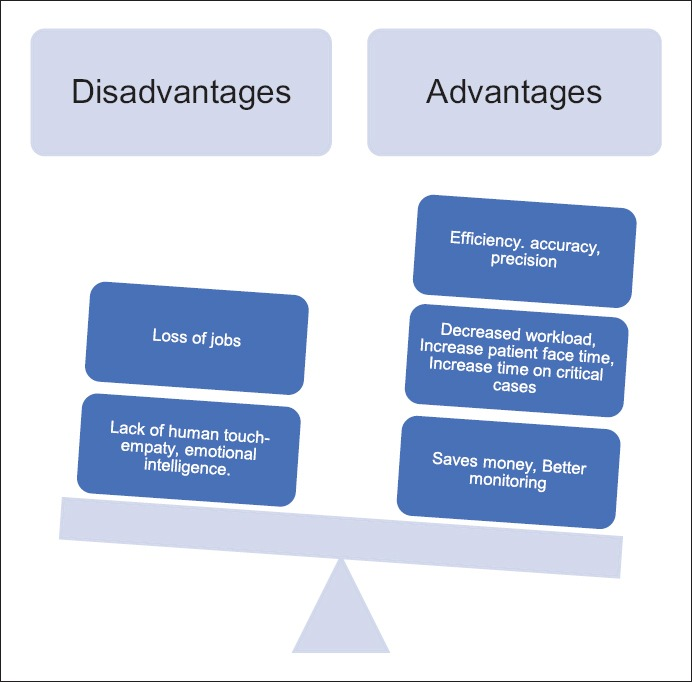 Disadvantages
Advantages
Loss of jobs
Lack of human touch-
empaty, emotional
intelligence.
Efficiency. accuracy,
precision
Decreased workload,
Increase patient face time,
Increase time on critical
cases
Saves money, Better
monitoring